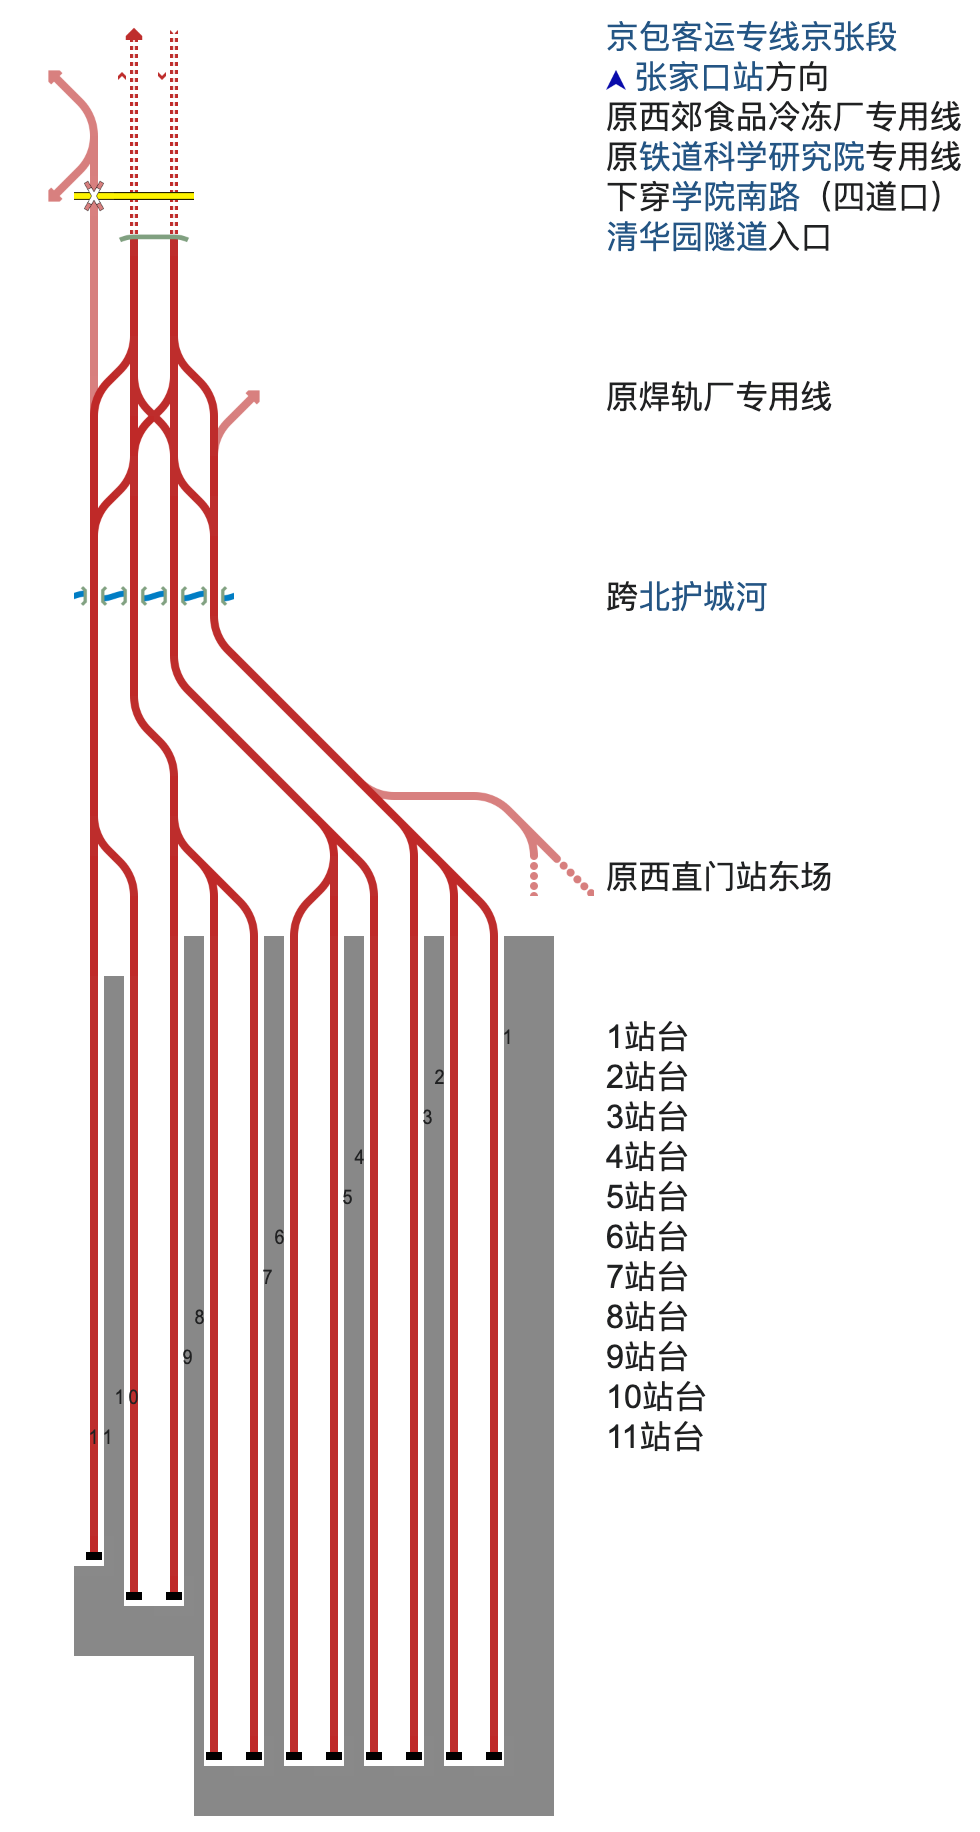 京包客运专线京张段
张家口站方向
原西郊食品冷冻厂专用线
原铁道科学研究院专用线
下穿学院南路（四道口）
清华园隧道入口
原焊轨厂专用线
跨北护城河
原西直门站东场
1 1站台
2 2站台
3 3站台
4 4站台
5 5站台
6 6站台
7 7站台
8 8站台
9 9站台
10 10站台
11 11站台